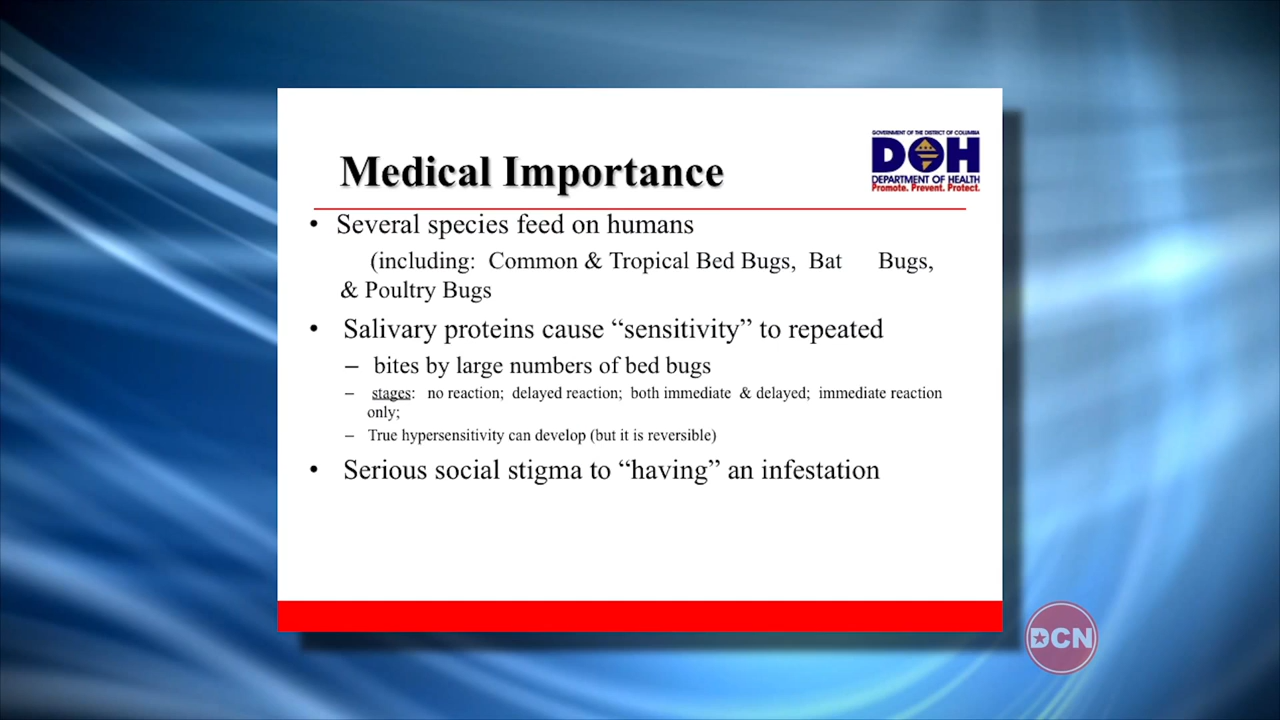 GOVERNMENT OF THE DISTRICT OF COLUMBIA
DOH
DEPARTMENT OF HEALTH
Promote. Prevent. Protect.
Medical Importance
• Several species feed on humans
(including: Common & Tropical Bed Bugs, Bat Bugs,
& Poultry Bugs
• Salivary proteins cause “sensitivity” to repeated
– bites by large numbers of bed bugs
– stages: no reaction; delayed reaction; both immediate & delayed; immediate reaction
only;
– True hypersensitivity can develop (but it is reversible)
• Serious social stigma to “having” an infestation
DCN